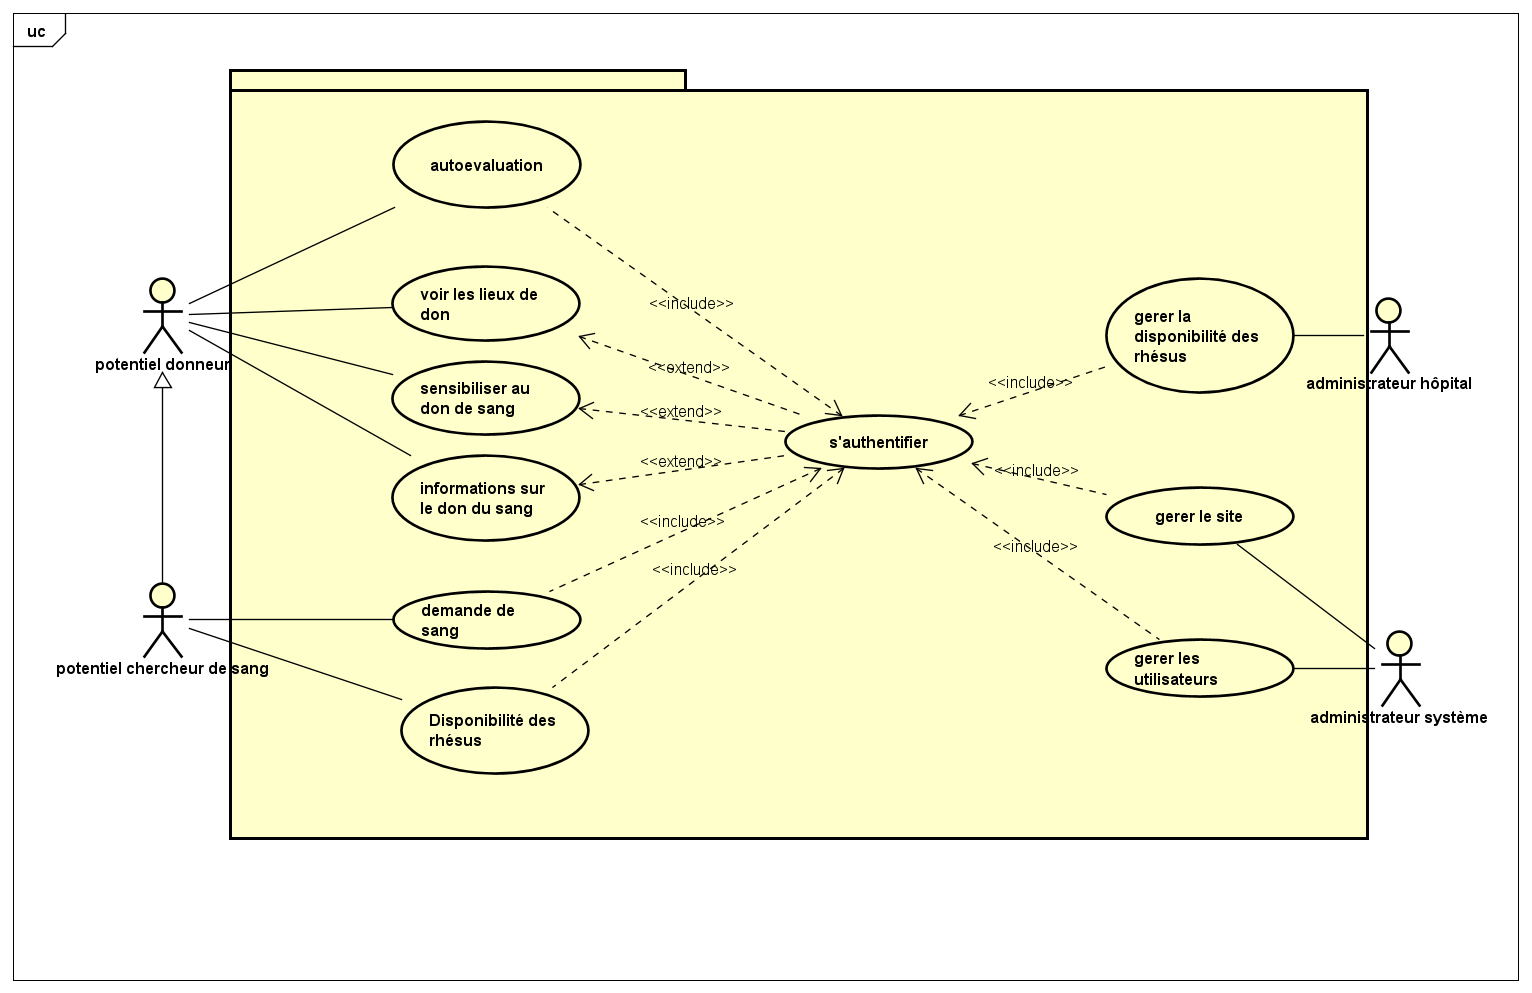 uc
autoevaluation
voir les lieux de
don
<<include>>
gerer la
disponibilité des
rhésus
potentiel donneur
<<extend>>
<<include>>
administrateur hôpital
sensibiliser au
don de sang
<<extend>>
s'authentifier
<<extend>>
<<include>>
informations sur
le don du sang
gerer le site
<<include>>
<<include>>
<<include>>
demande de
sang
potentiel chercheur de sang
gerer les
utilisateurs
administrateur système
Disponibilité des
rhésus